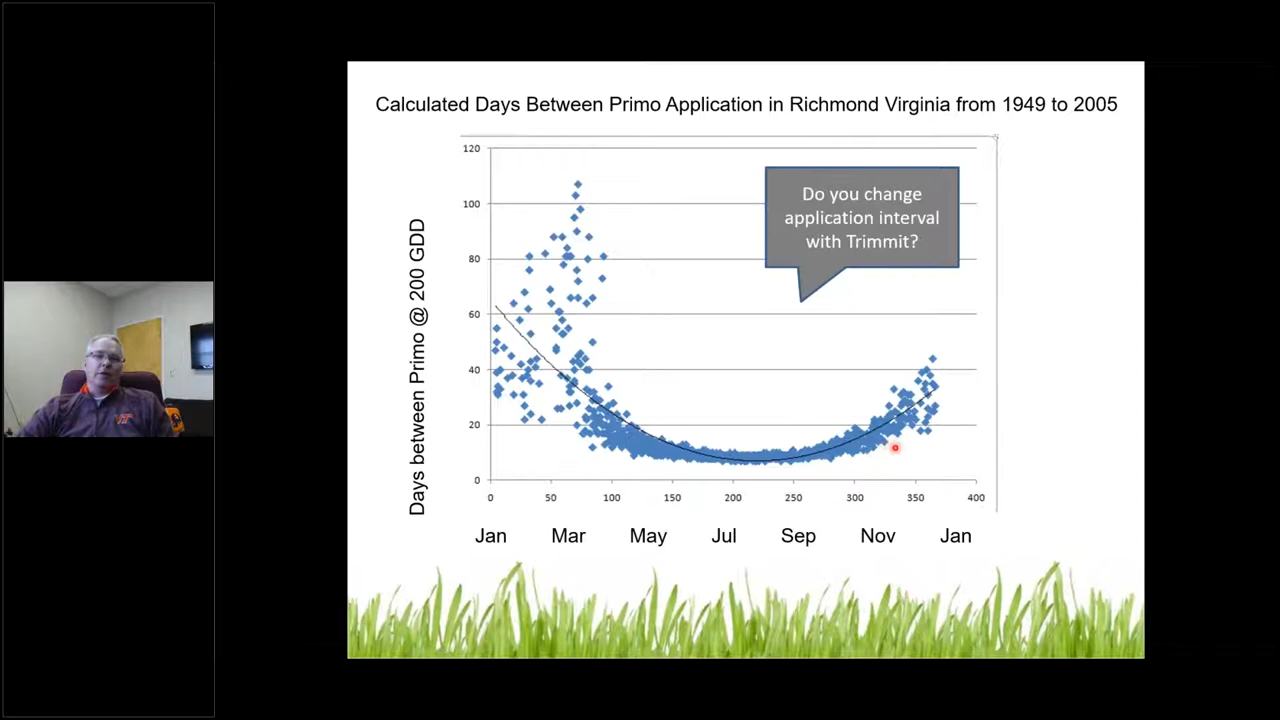 Calculated Days Between Primo Application in Richmond Virginia from 1949 to 2005
Days between Primo @ 200 GDD
120
100
80
60
40
20
0
Do you change
application interval
with Trimmit?
0 50 100 150 200 250 300 350 400
Jan Mar May Jul Sep Nov Jan
VT